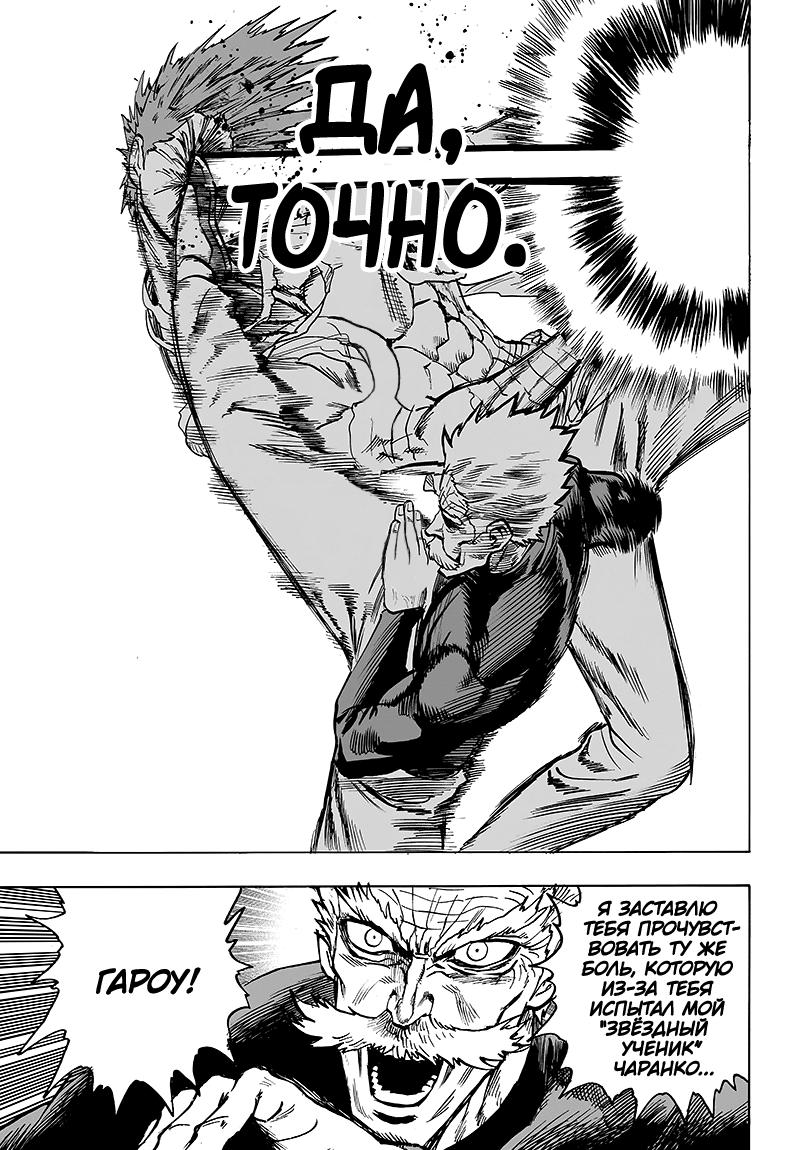 ДА,
ТОЧНО.
Я ЗАСТАВЛЮ
ТЕБЯ ПРОЧУВСТ-
ВОВАТЬ ТУ ЖЕ
БОЛЬ, КОТОРУЮ
ИЗ-ЗА ТЕБЯ
ИСПЫТАЛ МОЙ
"ЗВЁЗДНЫЙ
УЧЕНИК"
ЧАРАНКО...
ГАРОУ!